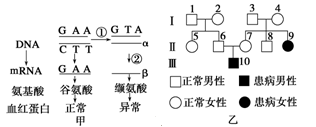 G A A ① G T A
DNA C T T α
↓ ↓ ↓②
mRNA G A A β
氨基酸 谷氨酸 缬氨酸
血红蛋白 正常 异常
甲
Ⅰ 1 2 3 4
Ⅱ 5 6 7 8 9
Ⅲ 10
□正常男性 ■患病男性
○正常女性 ●患病女性
乙